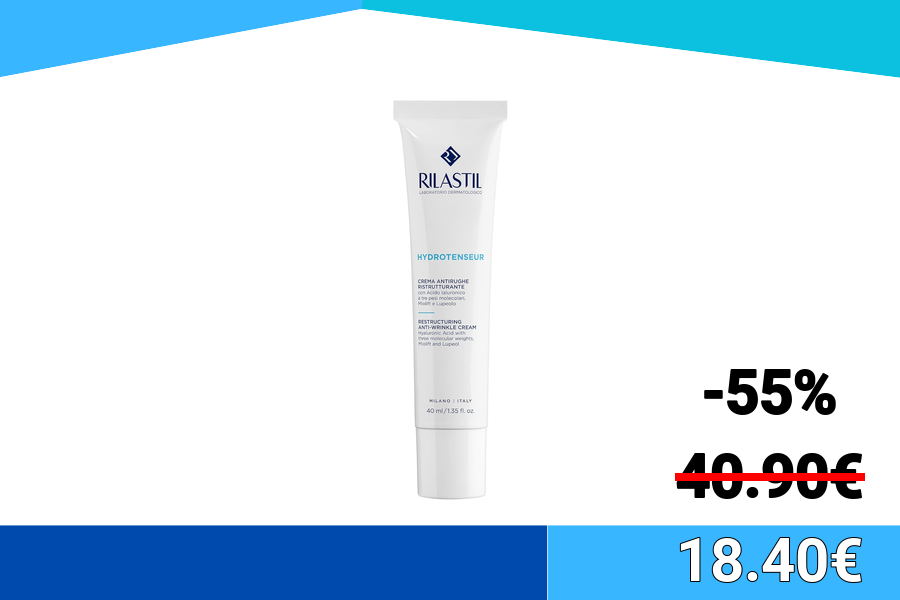 RILASTIL
LABORATORIO DERMATOLOGICO
HYDROTENSEUR
CREMA ANTIRUGHE
RISTRUTTURANTE
con Acido Ialuronico
a tre pesi molecolari,
Mixlift e Lupeolo
RESTRUCTURING
ANTI-WRINKLE CREAM
Hyaluronic Acid with
three molecular weights,
Mixlift and Lupeol
MILANO | ITALY
40 ml/1.35 fl. oz.
-55%
40.90€
18.40€